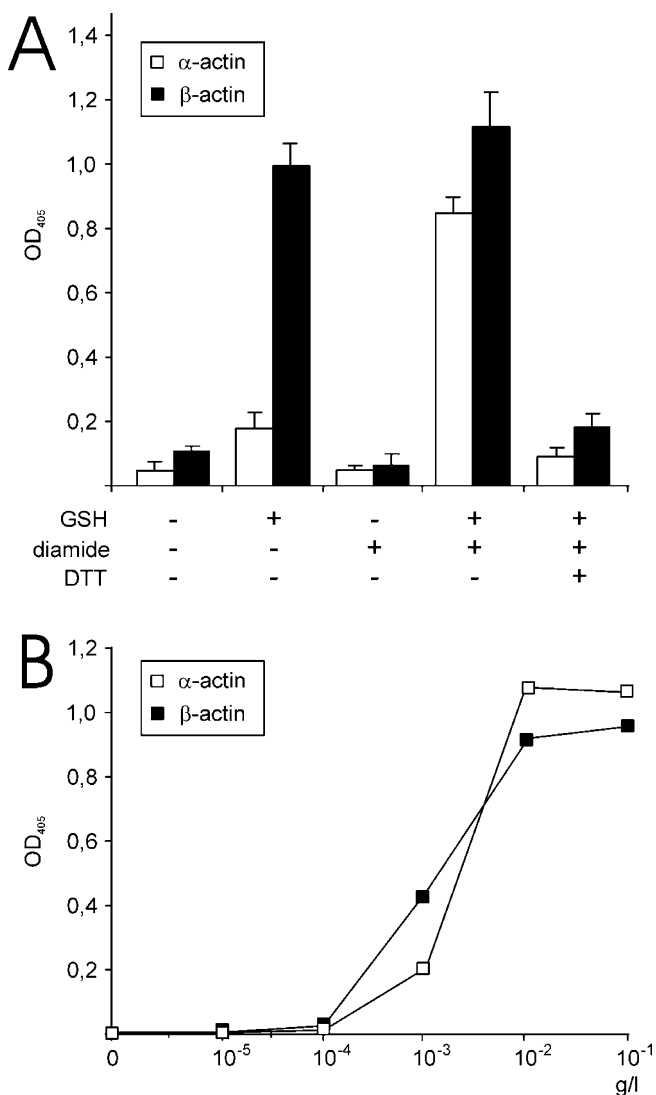 A
1,4
1,2
1,0
0,8
0,6
0,4
0,2
OD405
α-actin
β-actin
GSH - + - + +
diamide - - + + +
DTT - - - - +
B
1,2
1,0
0,8
0,6
0,4
0,2
OD405
α-actin
β-actin
0 10-5 10-4 10-3 10-2 10-1
g/l